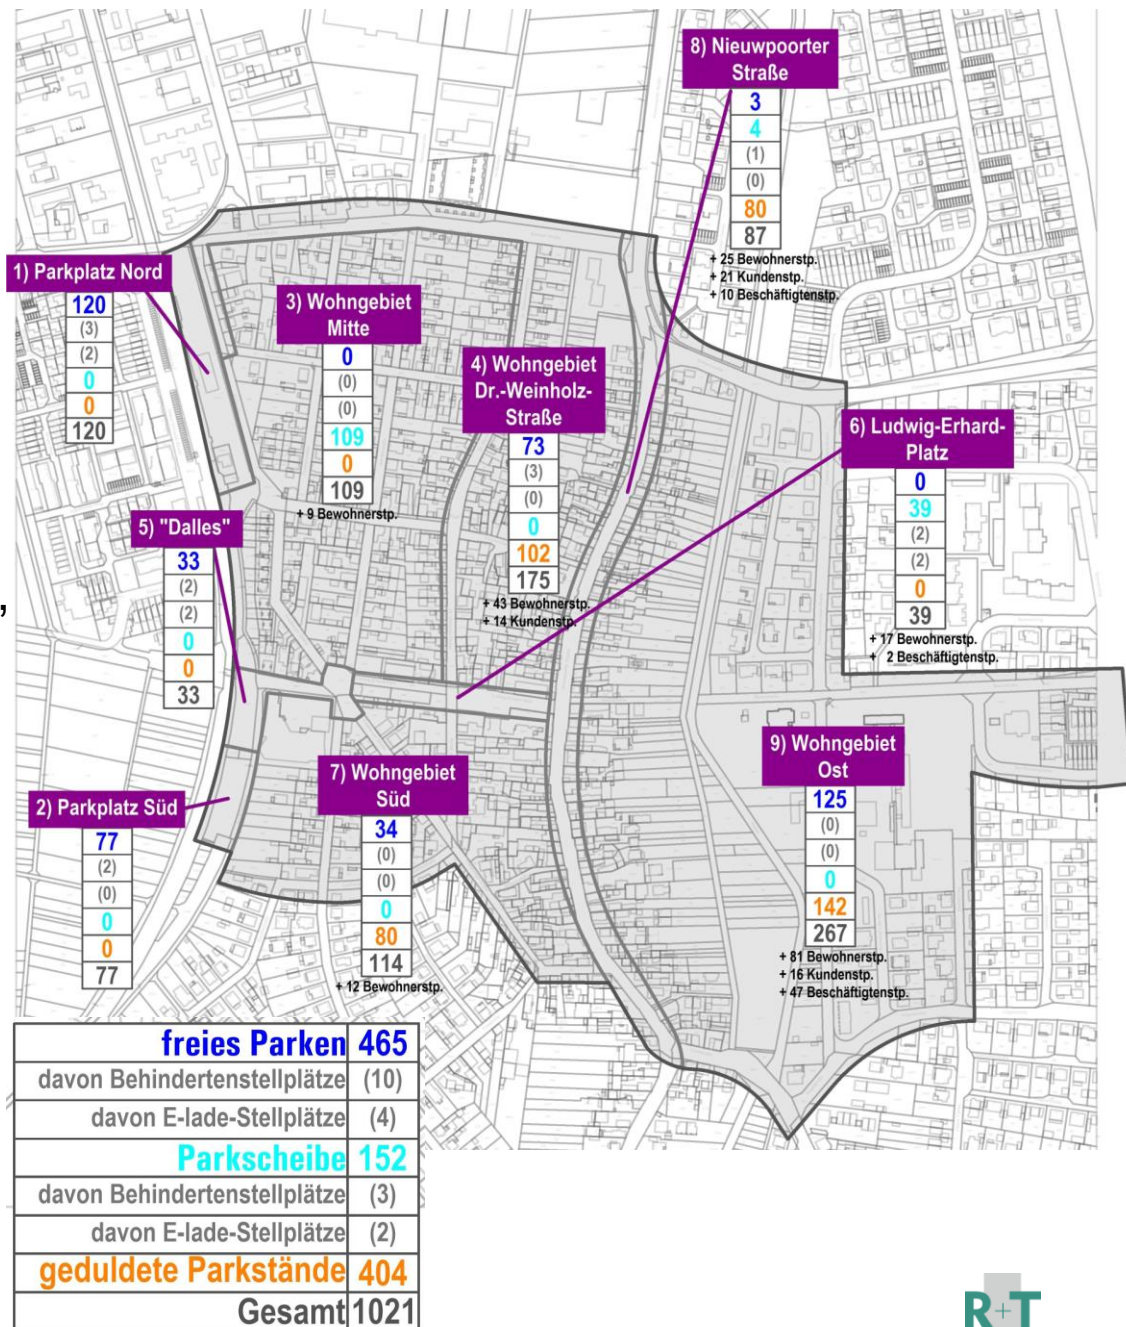 8) Nieuwpoorter
Straße
3
4
(1)
(0)
80
87
+ 25 Bewohnerstp.
+ 21 Kundenstp.
+ 10 Beschäftigtenstp.
1) Parkplatz Nord
120
(3)
(2)
0
0
120
3) Wohngebiet
Mitte
0
(0)
(0)
109
0
109
+ 9 Bewohnerstp.
4) Wohngebiet
Dr.-Weinholz-
Straße
73
(3)
(0)
0
102
175
+ 43 Bewohnerstp.
+ 14 Kundenstp.
6) Ludwig-Erhard-
Platz
0
39
(2)
(2)
0
39
+ 17 Bewohnerstp.
+ 2 Beschäftigtenstp.
5) "Dalles"
33
(2)
(2)
0
0
33
,
2) Parkplatz Süd
77
(2)
(0)
0
0
77
7) Wohngebiet
Süd
34
(0)
(0)
0
80
114
+ 12 Bewohnerstp.
9) Wohngebiet
Ost
125
(0)
(0)
0
142
267
+ 81 Bewohnerstp.
+ 16 Kundenstp.
+ 47 Beschäftigtenstp.
freies Parken 465
davon Behindertenstellplätze (10)
davon E-lade-Stellplätze (4)
Parkscheibe 152
davon Behindertenstellplätze (3)
davon E-lade-Stellplätze (2)
geduldete Parkstände 404
Gesamt 1021
R+T